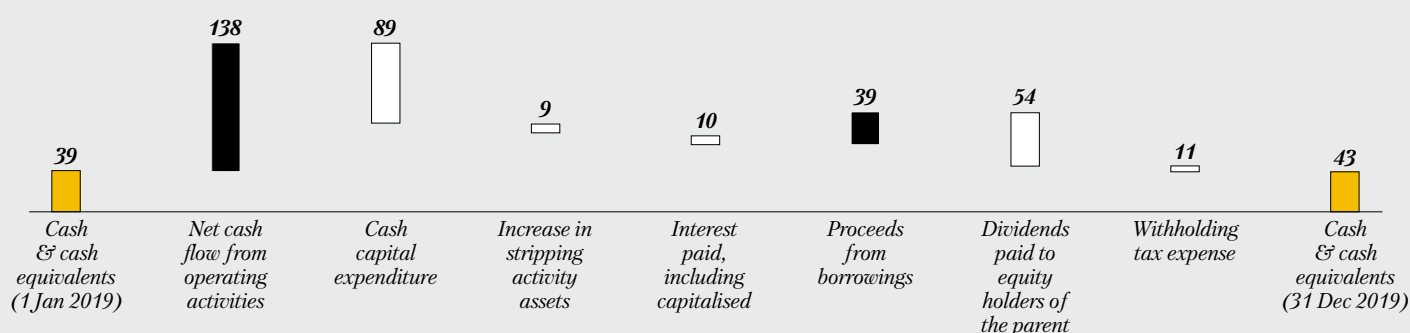 138
89
9
10
39
54
11
39
43
Cash
& cash
equivalents
(1 Jan 2019)
Net cash
flow from
operating
activities
Cash
capital
expenditure
Increase in
stripping
activity
assets
Interest
paid,
including
capitalised
Proceeds
from
borrowings
Dividends
paid to
equity
holders of
the parent
Withholding
tax expense
Cash
& cash
equivalents
(31 Dec 2019)